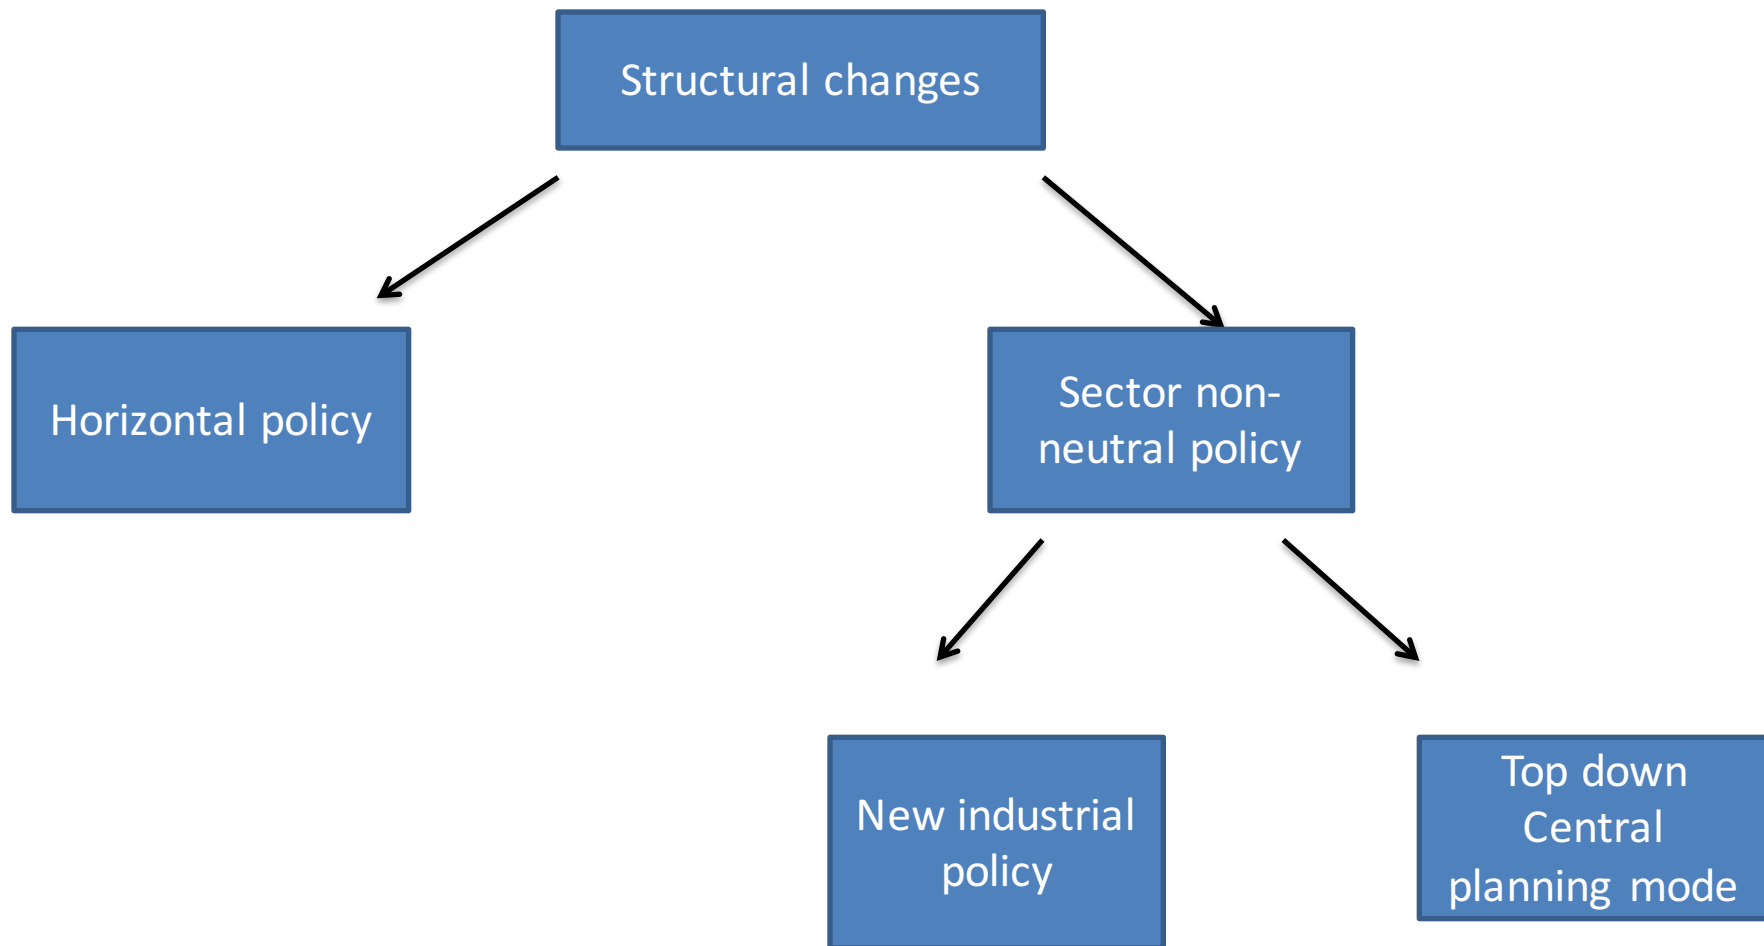 Structural changes
Horizontal policy
Sector non-
neutral policy
New industrial
policy
Top down
Central
planning mode